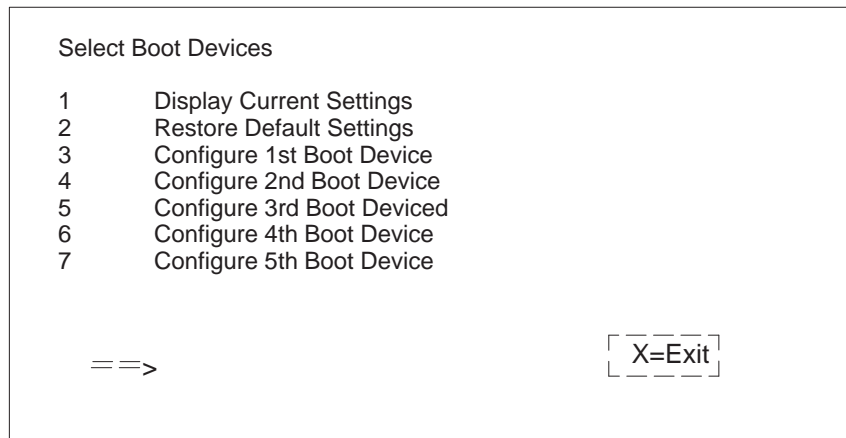 Select Boot Devices
1 Display Current Settings
2 Restore Default Settings
3 Configure 1st Boot Device
4 Configure 2nd Boot Device
5 Configure 3rd Boot Deviced
6 Configure 4th Boot Device
7 Configure 5th Boot Device
==> X=Exit